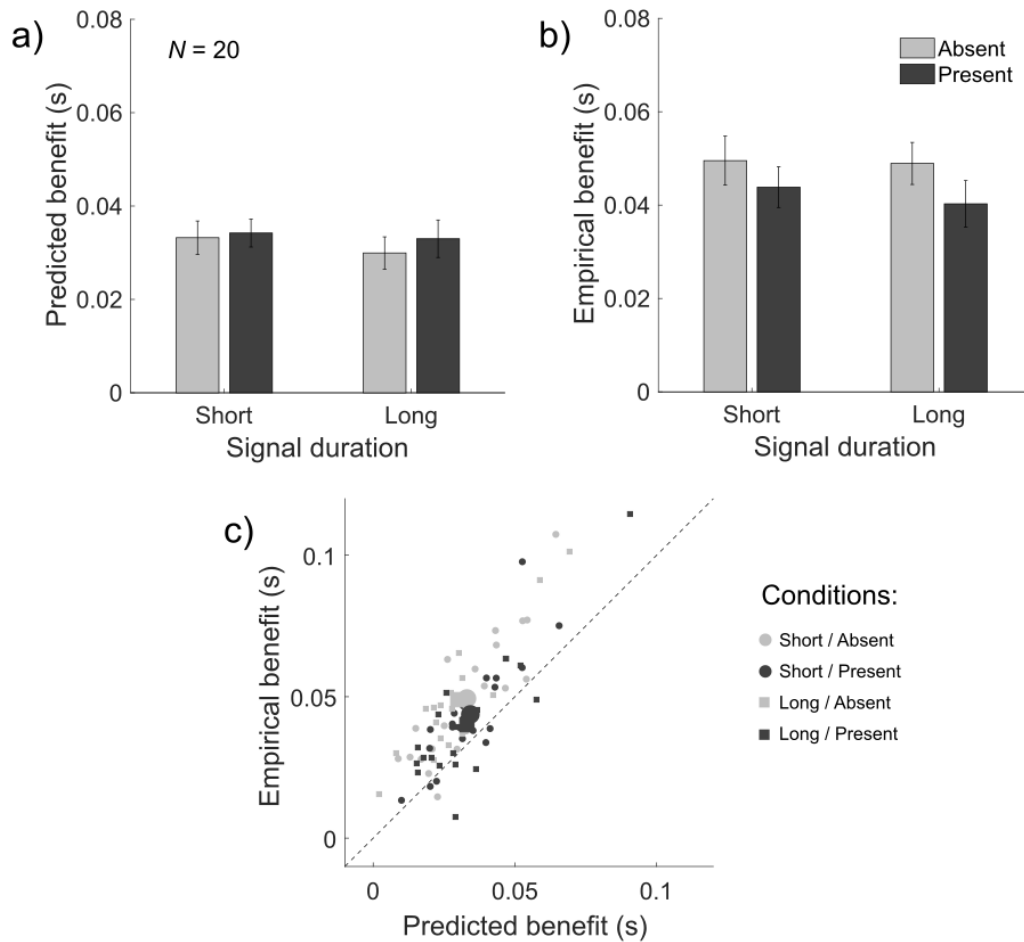 a)
N = 20
0.08
0.06
0.04
0.02
0
Predicted benefit (s)
Short
Long
Signal duration
b)
Absent
Present
0.08
0.06
0.04
0.02
0
Empirical benefit (s)
Short
Long
Signal duration
c)
0.1
0.05
0
Empirical benefit (s)
0
0.05
0.1
Predicted benefit (s)
Conditions:
Short / Absent
Short / Present
Long / Absent
Long / Present